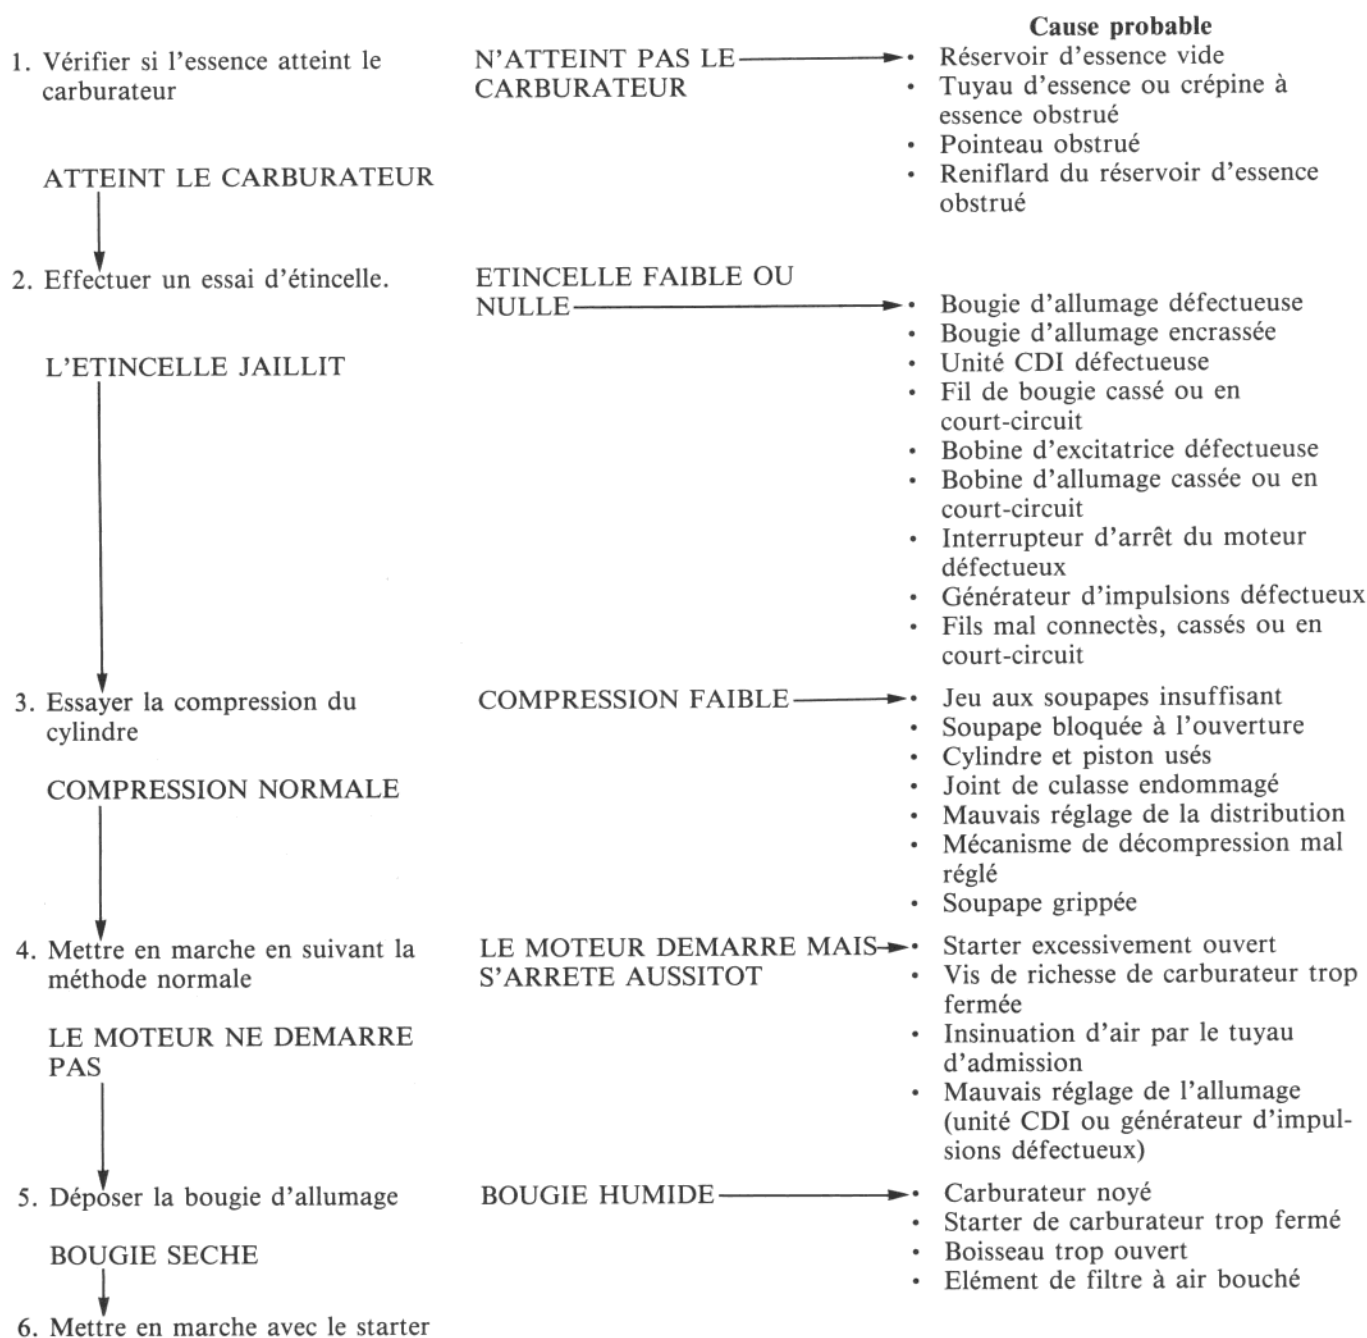 Cause probable
1. Vérifier si l'essence atteint le
carburateur
N'ATTEINT PAS LE
CARBURATEUR
• Réservoir d'essence vide
• Tuyau d'essence ou crépine à
essence obstrué
• Pointeau obstrué
• Reniflard du réservoir d'essence
obstrué
ATTEINT LE CARBURATEUR
2. Effectuer un essai d'étincelle.
ETINCELLE FAIBLE OU
NULLE
• Bougie d'allumage défectueuse
• Bougie d'allumage encrassée
• Unité CDI défectueuse
• Fil de bougie cassé ou en
court-circuit
• Bobine d'excitatrice défectueuse
• Bobine d'allumage cassée ou en
court-circuit
• Interrupteur d'arrêt du moteur
défectueux
• Générateur d'impulsions défectueux
• Fils mal connectès, cassés ou en
court-circuit
L'ETINCELLE JAILLIT
3. Essayer la compression du
cylindre
COMPRESSION FAIBLE
• Jeu aux soupapes insuffisant
• Soupape bloquée à l'ouverture
• Cylindre et piston usés
• Joint de culasse endommagé
• Mauvais réglage de la distribution
• Mécanisme de décompression mal
réglé
• Soupape grippée
COMPRESSION NORMALE
4. Mettre en marche en suivant la
méthode normale
LE MOTEUR DEMARRE MAIS
S'ARRETE AUSSITOT
• Starter excessivement ouvert
• Vis de richesse de carburateur trop
fermée
• Insinuation d'air par le tuyau
d'admission
• Mauvais réglage de l'allumage
(unité CDI ou générateur d'impul-
sions défectueux)
LE MOTEUR NE DEMARRE
PAS
5. Déposer la bougie d'allumage
BOUGIE HUMIDE
• Carburateur noyé
• Starter de carburateur trop fermé
• Boisseau trop ouvert
• Elément de filtre à air bouché
BOUGIE SECHE
6. Mettre en marche avec le starter